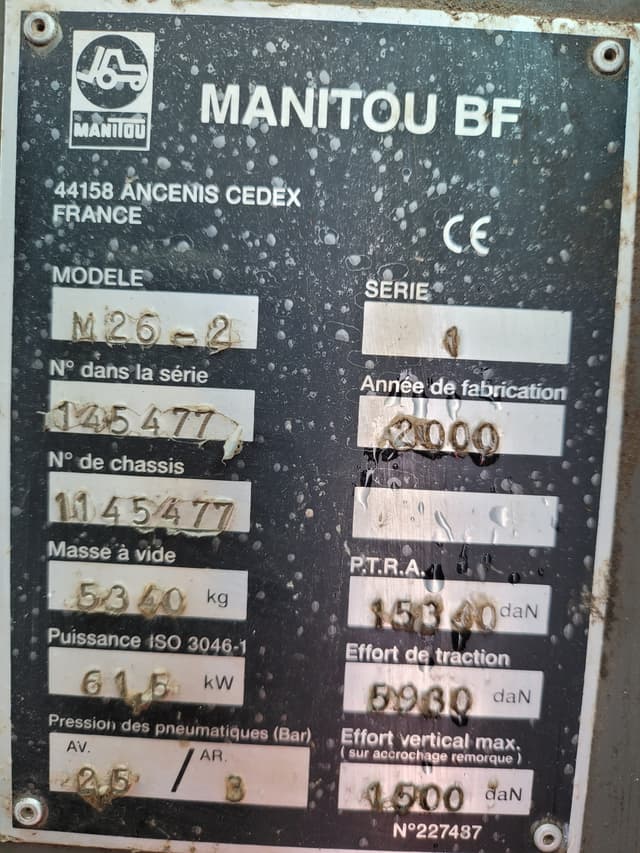 MANITOU
MANITOU BF
44158 ANCENIS CEDEX
FRANCE
CE
MODELE
M26-2
SERIE
1
N° dans la série
145477
Année de fabrication
2000
N° de chassis
1145477
Masse à vide
5340 kg
P.T.R.A.
15340 daN
Puissance ISO 3046-1
61,5 kW
Effort de traction
5930 daN
Pression des pneumatiques (Bar)
AV. / AR.
2,5 3
Effort vertical max.
( sur accrochage remorque )
1500 daN
N°227487